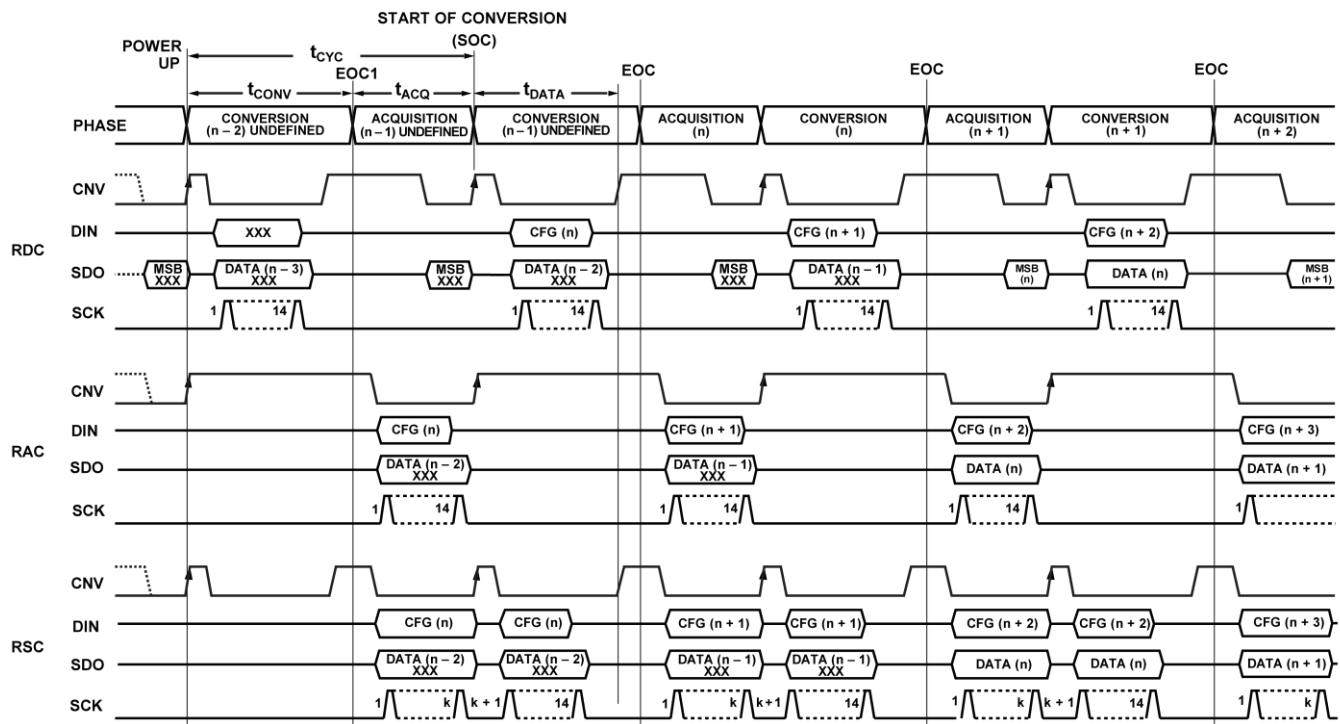 START OF CONVERSION
(SOC)
POWER
UP
tCYC
EOC1 EOC EOC EOC
tCONV tACQ tDATA
PHASE
CONVERSION
(n – 2) UNDEFINED
ACQUISITION
(n – 1) UNDEFINED
CONVERSION
(n – 1) UNDEFINED
ACQUISITION
(n)
CONVERSION
(n)
ACQUISITION
(n + 1)
CONVERSION
(n + 1)
ACQUISITION
(n + 2)
RDC
CNV
DIN XXX CFG (n) CFG (n + 1) CFG (n + 2)
SDO
MSB
XXX
DATA (n – 3)
XXX
MSB
XXX
DATA (n – 2)
XXX
MSB
XXX
DATA (n – 1)
XXX
MSB
(n)
DATA (n)
MSB
(n + 1)
SCK 1 14 1 14 1 14 1 14
RAC
CNV
DIN CFG (n) CFG (n + 1) CFG (n + 2) CFG (n + 3)
SDO
DATA (n – 2)
XXX
DATA (n – 1)
XXX
DATA (n)
DATA (n + 1)
SCK 1 14 1 14 1 14 1
RSC
CNV
DIN CFG (n) CFG (n) CFG (n + 1) CFG (n + 1) CFG (n + 2) CFG (n + 2) CFG (n + 3)
SDO
DATA (n – 2)
XXX
DATA (n – 2)
XXX
DATA (n – 1)
XXX
DATA (n – 1)
XXX
DATA (n)
DATA (n)
DATA (n + 1)
SCK 1 k k + 1 14 1 k k+1 14 1 k k + 1 14 1 k